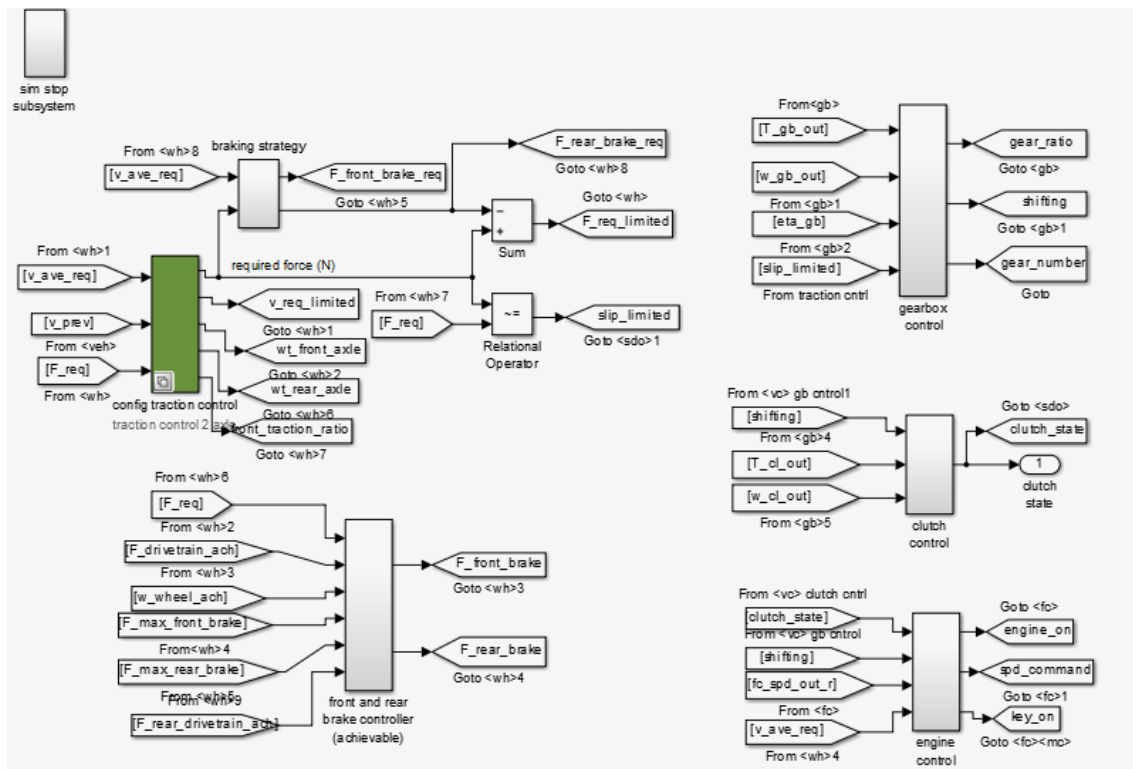 sim stop
subsystem
braking strategy
From <wh>8
[v_ave_req]
F_front_brake_req
Goto <wh>5
F_rear_brake_req
Goto <wh>8
Goto <wh>
F_req_limited
−
+
Sum
From <wh>1
[v_ave_req]
required force (N)
[v_prev]
From <veh>
[F_req]
From <wh>
v_req_limited
Goto <wh>1
wt_front_axle
Goto <wh>2
wt_rear_axle
Goto <wh>6
front_traction_ratio
Goto <wh>7
config traction control
traction control 2 axle
From <wh>7
[F_req]
~=
Relational
Operator
slip_limited
Goto <sdo>1
From <wh>6
[F_req]
From <wh>2
[F_drivetrain_ach]
From <wh>3
[w_wheel_ach]
[F_max_front_brake]
From<wh>4
[F_max_rear_brake]
From <wh>5
From <wh>9
[F_rear_drivetrain_ach]
F_front_brake
Goto <wh>3
F_rear_brake
Goto <wh>4
front and rear
brake controller
(achievable)
From<gb>
[T_gb_out]
[w_gb_out]
From <gb>1
[eta_gb]
From <gb>2
[slip_limited]
From traction cntrl
gear_ratio
Goto <gb>
shifting
Goto <gb>1
gear_number
Goto
gearbox
control
From <vc> gb cntrol1
[shifting]
From <gb>4
[T_cl_out]
[w_cl_out]
From <gb>5
Goto <sdo>
clutch_state
1
clutch
state
clutch
control
From <vc> clutch cntrl
[clutch_state]
From <vc> gb cntrol
[shifting]
[fc_spd_out_r]
From <fc>
[v_ave_req]
From <wh>4
Goto <fc>
engine_on
spd_command
Goto <fc>1
key_on
Goto <fc><mc>
engine
control